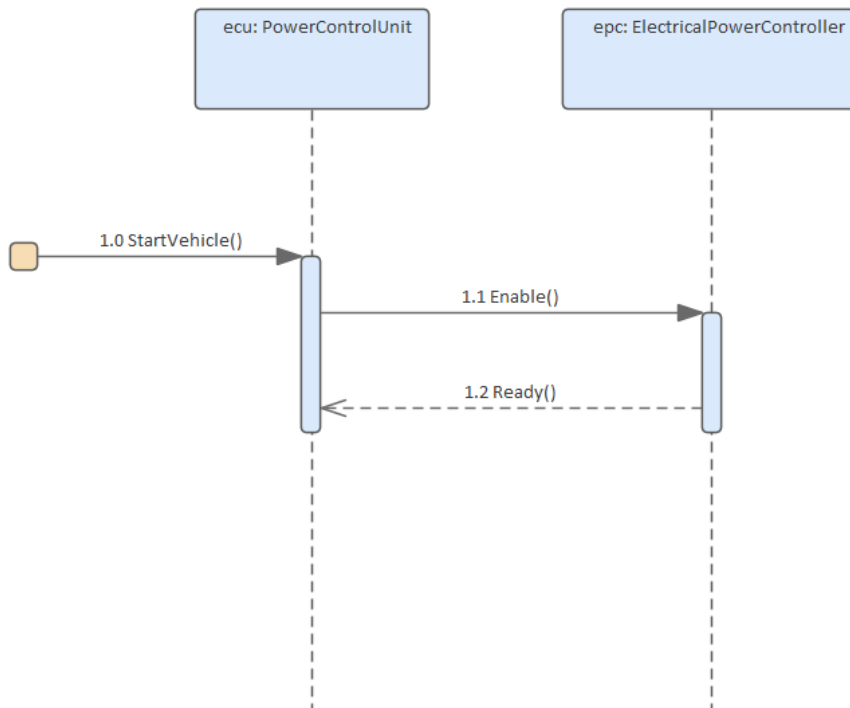 ecu: PowerControlUnit
epc: ElectricalPowerController
1.0 StartVehicle()
1.1 Enable()
1.2 Ready()